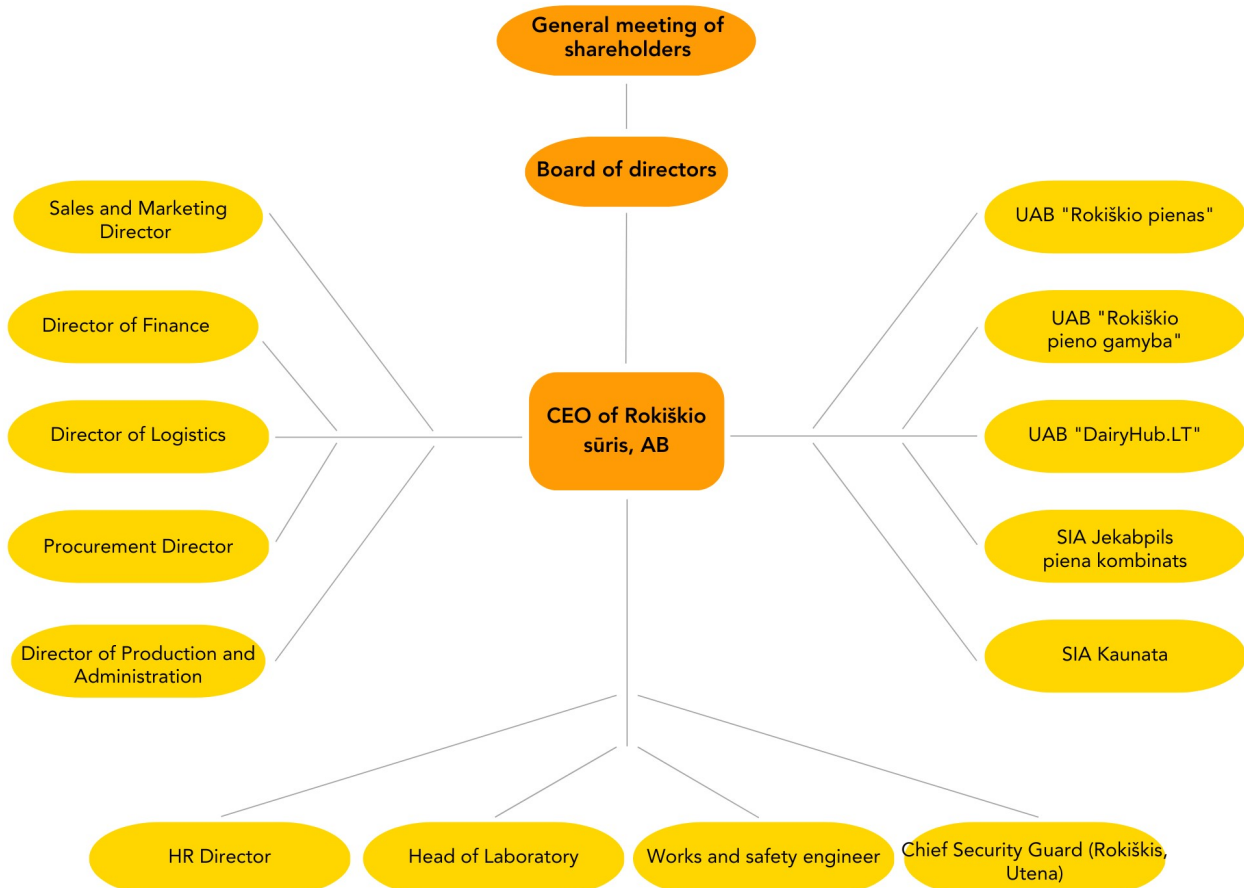 General meeting of
shareholders
Board of directors
Sales and Marketing
Director
Director of Finance
Director of Logistics
Procurement Director
Director of Production and
Administration
CEO of Rokiškio
sūris, AB
UAB "Rokiškio pienas"
UAB "Rokiškio
pieno gamyba"
UAB "DairyHub.LT"
SIA Jekabpils
piena kombinats
SIA Kaunata
HR Director
Head of Laboratory
Works and safety engineer
Chief Security Guard (Rokiškis,
Utena)